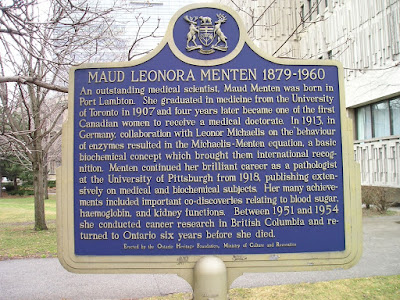 MAUD LEONORA MENTEN 1879-1960
An outstanding medical scientist, Maud Menten was born in
Port Lambton. She graduated in medicine from the University
of Toronto in 1907 and four years later became one of the first
Canadian women to receive a medical doctorate. In 1913, in
Germany, collaboration with Leonor Michaelis on the behaviour
of enzymes resulted in the Michaelis-Menten equation, a basic
biochemical concept which brought them international recog-
nition. Menten continued her brilliant career as a pathologist
at the University of Pittsburgh from 1918, publishing exten-
sively on medical and biochemical subjects. Her many achieve-
ments included important co-discoveries relating to blood sugar,
haemoglobin, and kidney functions. Between 1951 and 1954
she conducted cancer research in British Columbia and re-
turned to Ontario six years before she died.
Erected by the Ontario Heritage Foundation, Ministry of Culture and Recreation